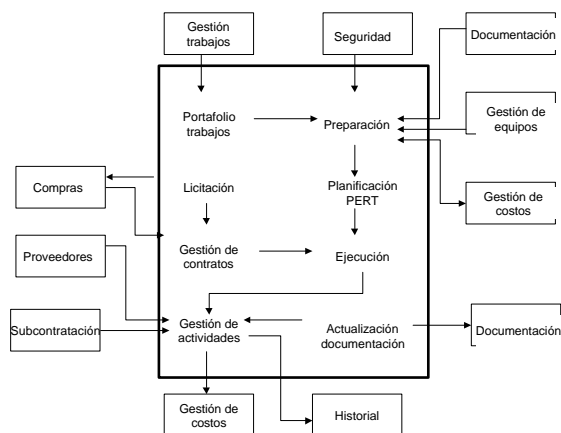 Gestión
trabajos
Seguridad
Documentación
Portafolio
trabajos
Preparación
Gestión de
equipos
Compras
Licitación
Planificación
PERT
Gestión de
costos
Proveedores
Gestión de
contratos
Ejecución
Subcontratación
Gestión de
actividades
Actualización
documentación
Documentación
Gestión de
costos
Historial